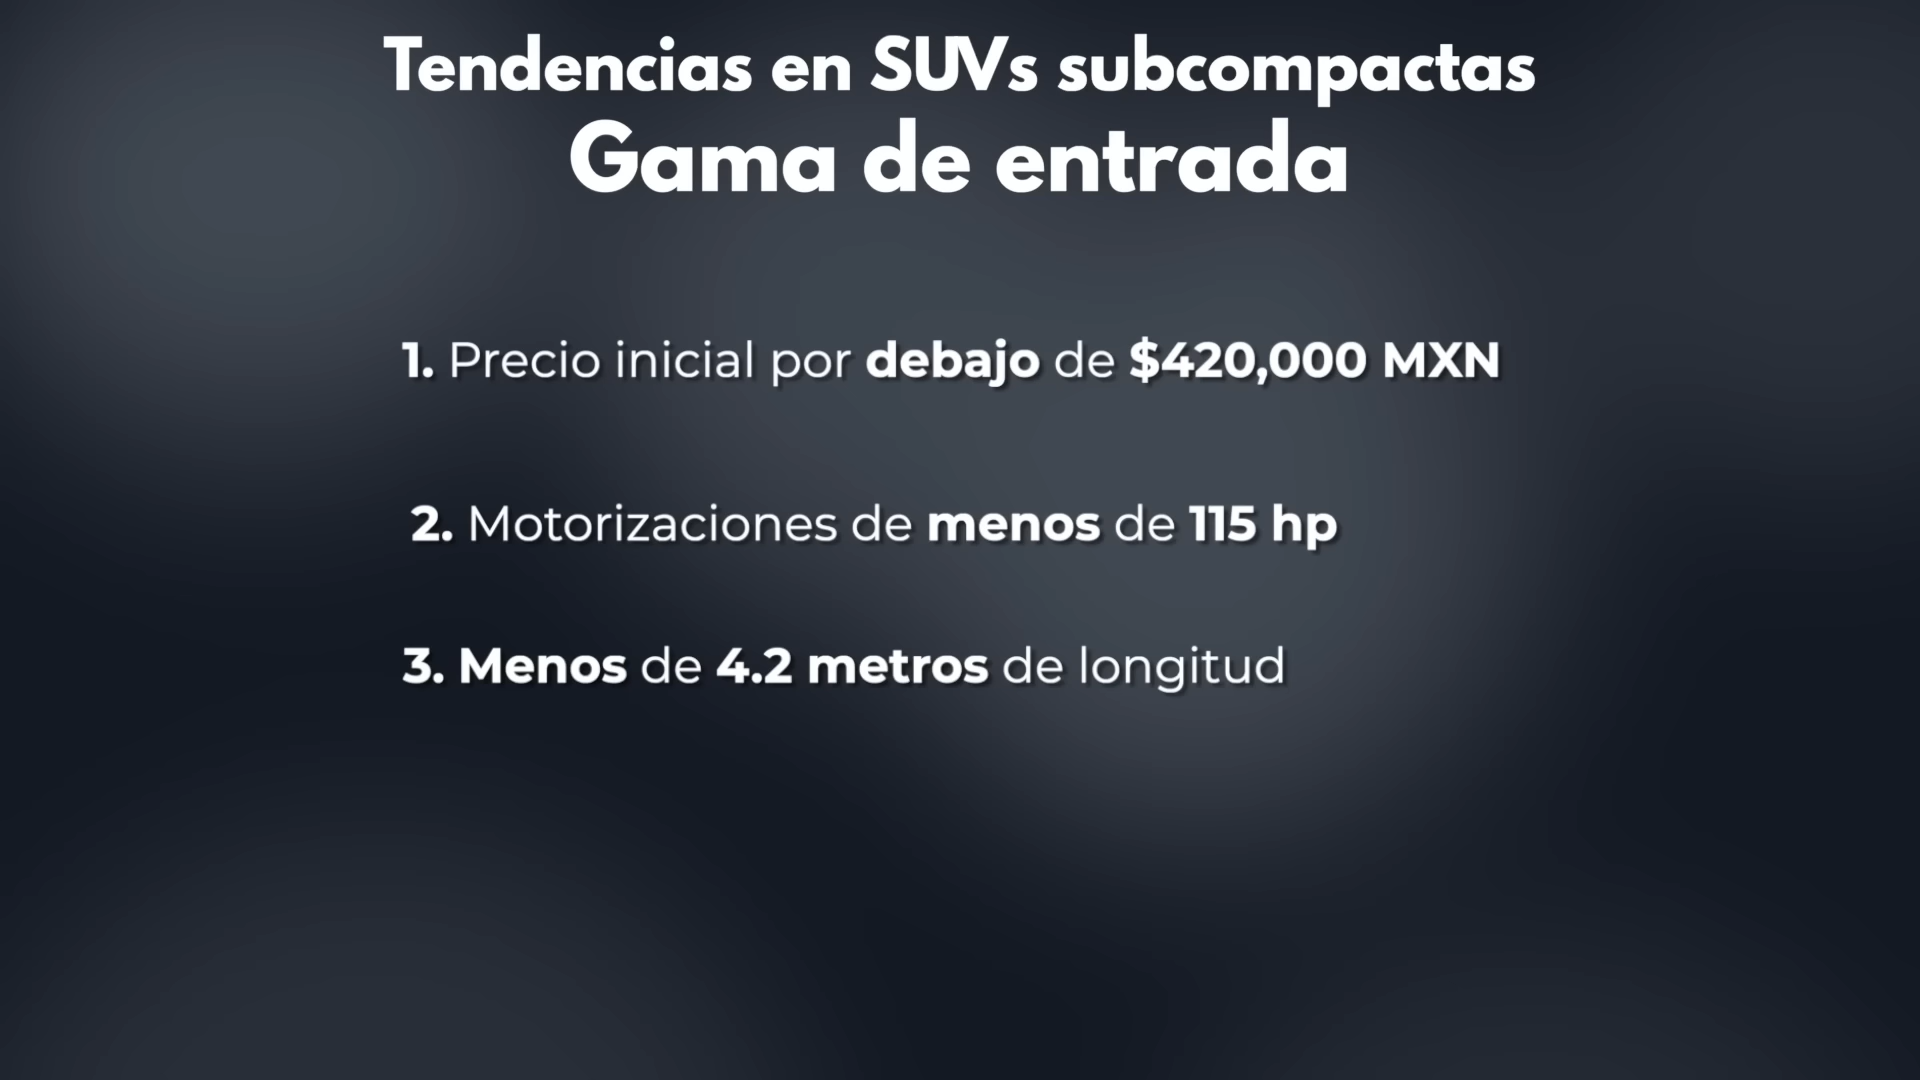 Tendencias en SUVs subcompactas
Gama de entrada
1. Precio inicial por debajo de $420,000 MXN
2. Motorizaciones de menos de 115 hp
3. Menos de 4.2 metros de longitud